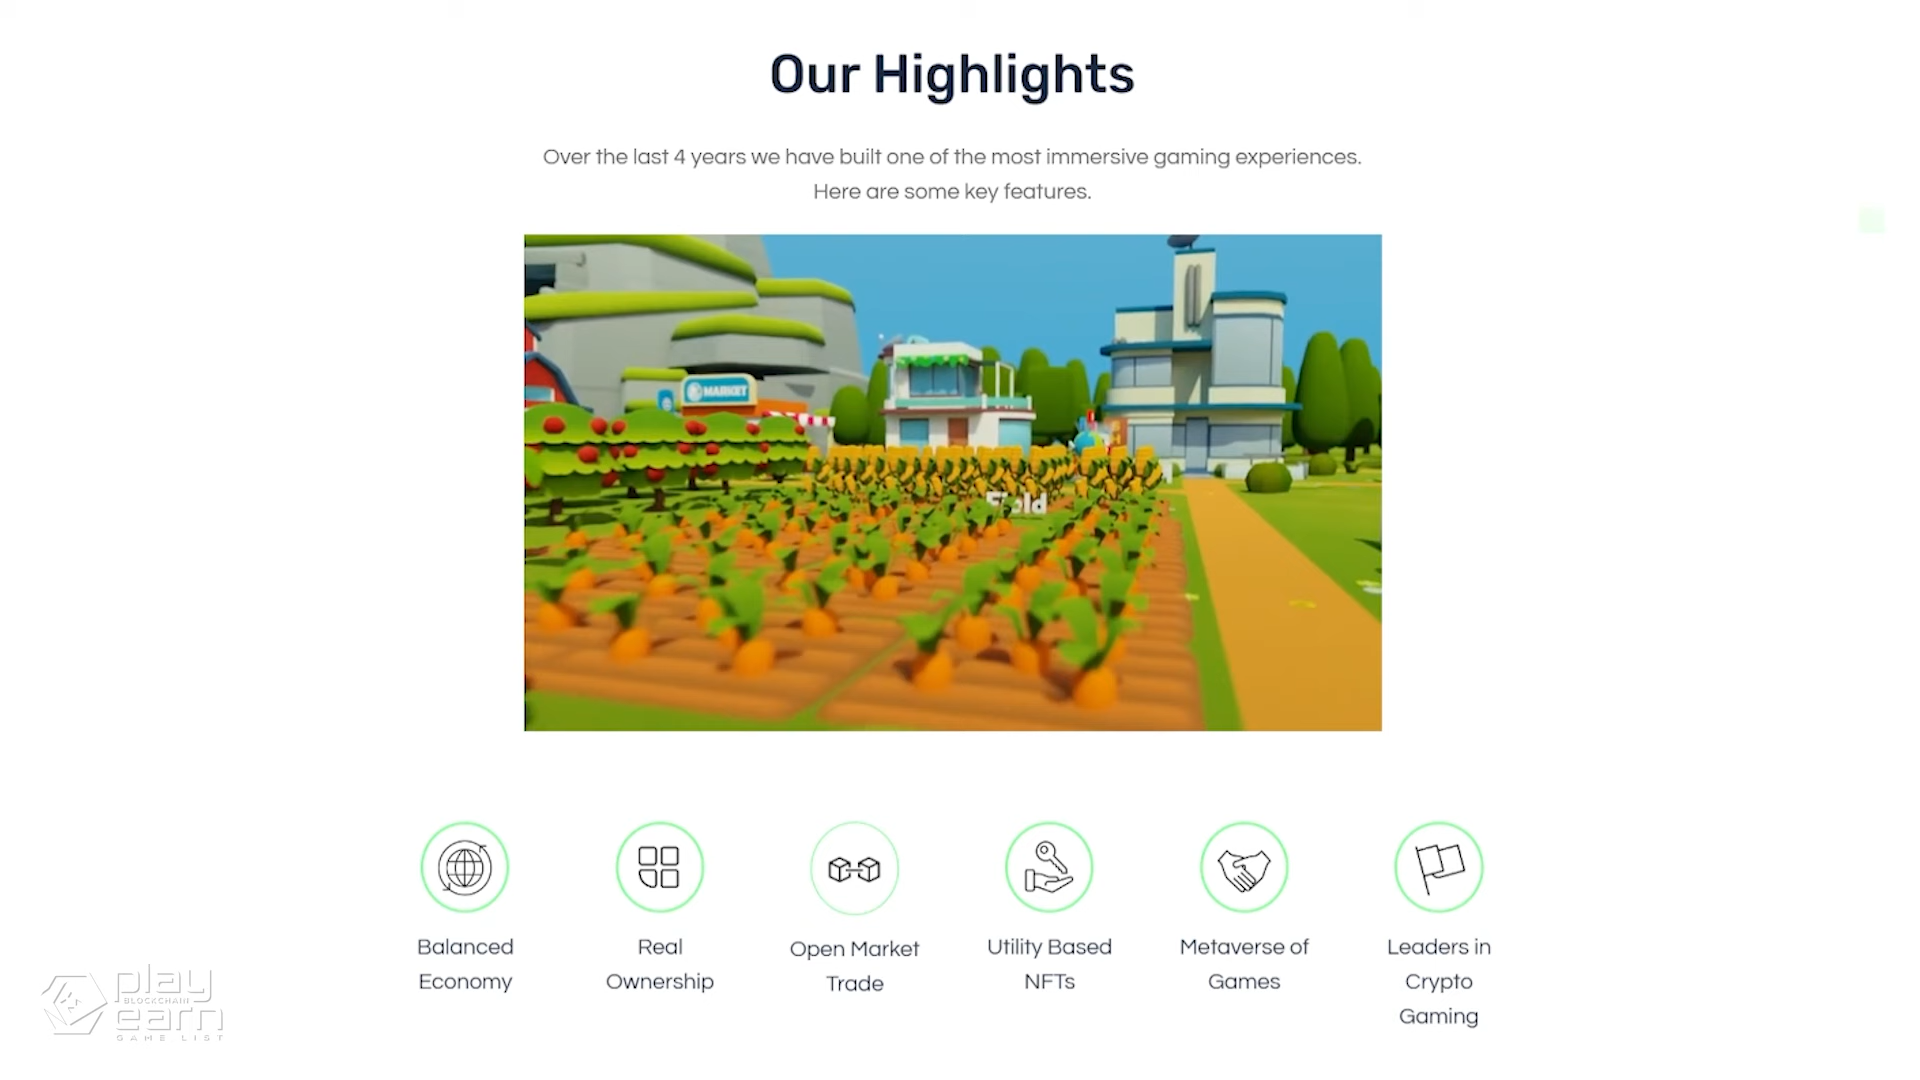 Our Highlights
Over the last 4 years we have built one of the most immersive gaming experiences.
Here are some key features.
MARKET
Field
Balanced
Economy
Real
Ownership
Open Market
Trade
Utility Based
NFTs
Metaverse of
Games
Leaders in
Crypto
Gaming
play
BLOCKCHAIN
earn
GAME LIST